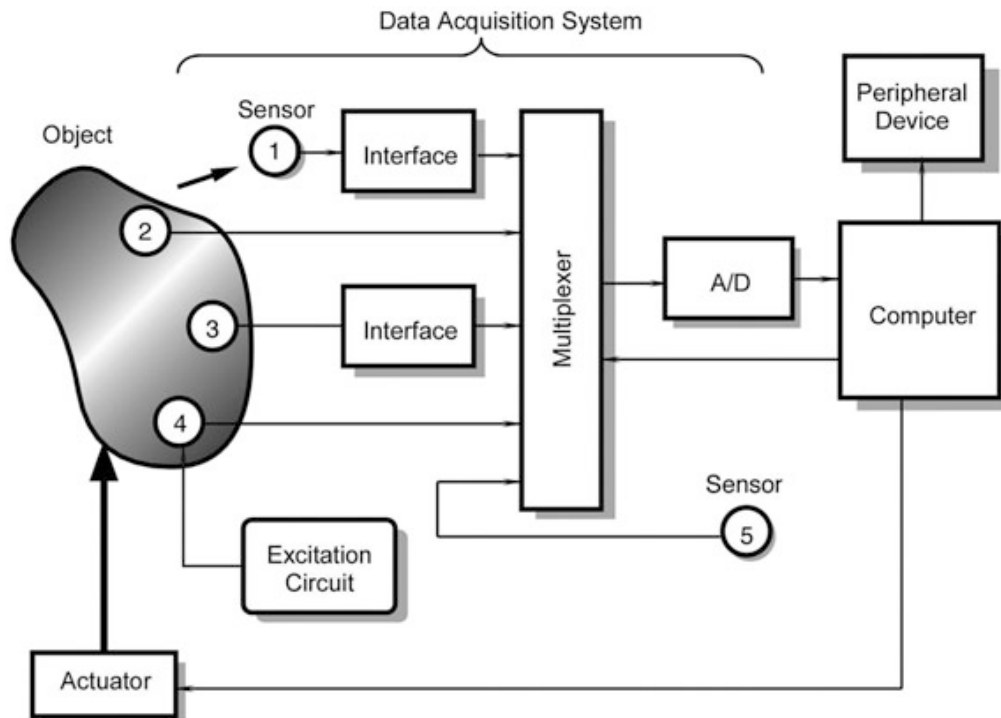 Data Acquisition System
Object
Sensor
1
Interface
Peripheral
Device
2
Multiplexer
A/D
Computer
3
Interface
4
Sensor
5
Excitation
Circuit
Actuator